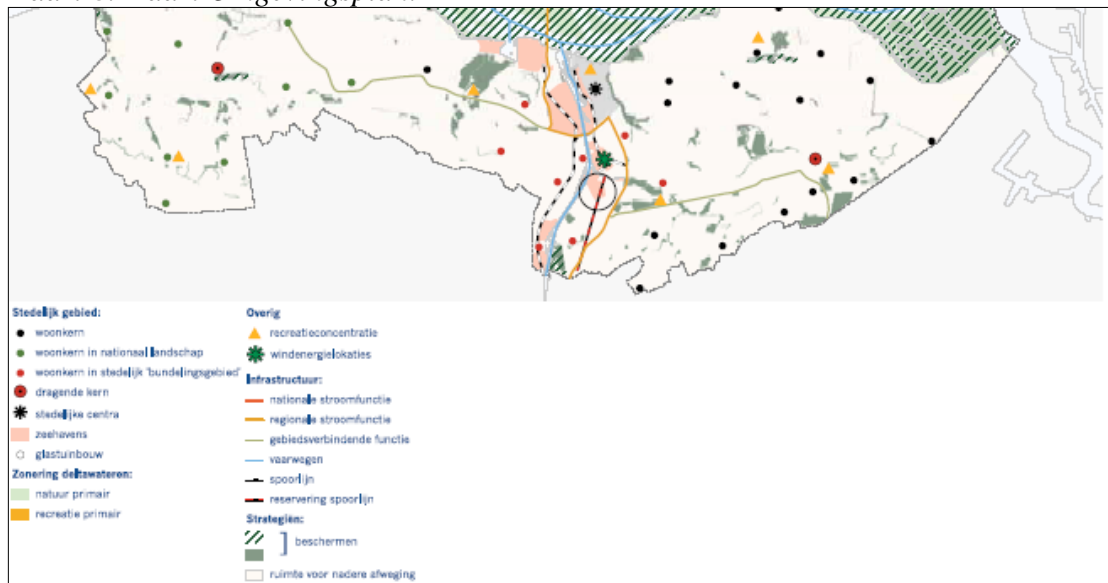 Stedelijk gebied:
woonkern
woonkern in nationaal landschap
woonkern in stedelijk 'bundelingsgebied'
dragende kern
stedelijke centra
zeehavens
glastuinbouw
Zonering deltawateren:
natuur primair
recreatie primair
Overig
recreatieconcentratie
windenergielokaties
Infrastructuur:
nationale stroomfunctie
regionale stroomfunctie
gebiedsverbindende functie
vaarwegen
spoorlijn
reservering spoorlijn
Strategiën:
beschermen
ruimte voor nadere afweging